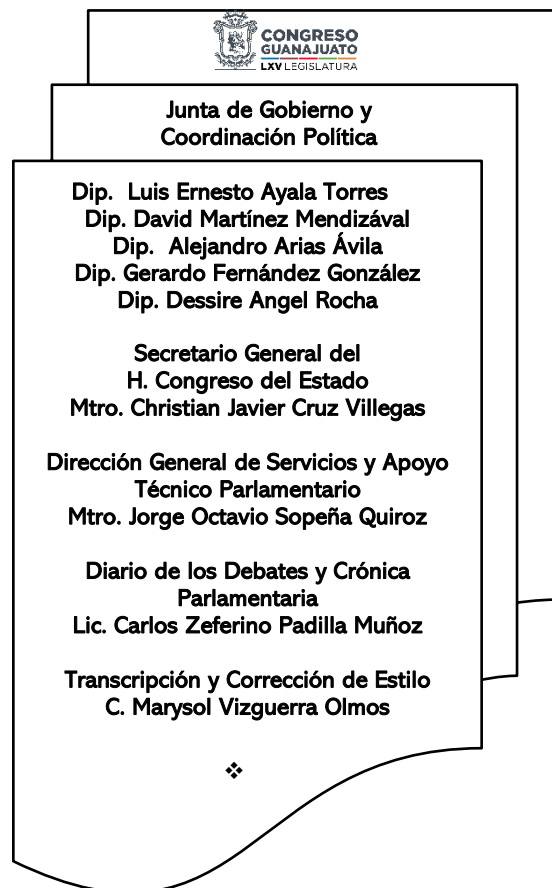 CONGRESO
GUANAJUATO
LXV LEGISLATURA
Junta de Gobierno y
Coordinación Política
Dip. Luis Ernesto Ayala Torres
Dip. David Martínez Mendizával
Dip. Alejandro Arias Ávila
Dip. Gerardo Fernández González
Dip. Dessire Angel Rocha
Secretario General del
H. Congreso del Estado
Mtro. Christian Javier Cruz Villegas
Dirección General de Servicios y Apoyo
Técnico Parlamentario
Mtro. Jorge Octavio Sopeña Quiroz
Diario de los Debates y Crónica
Parlamentaria
Lic. Carlos Zeferino Padilla Muñoz
Transcripción y Corrección de Estilo
C. Marysol Vizguerra Olmos